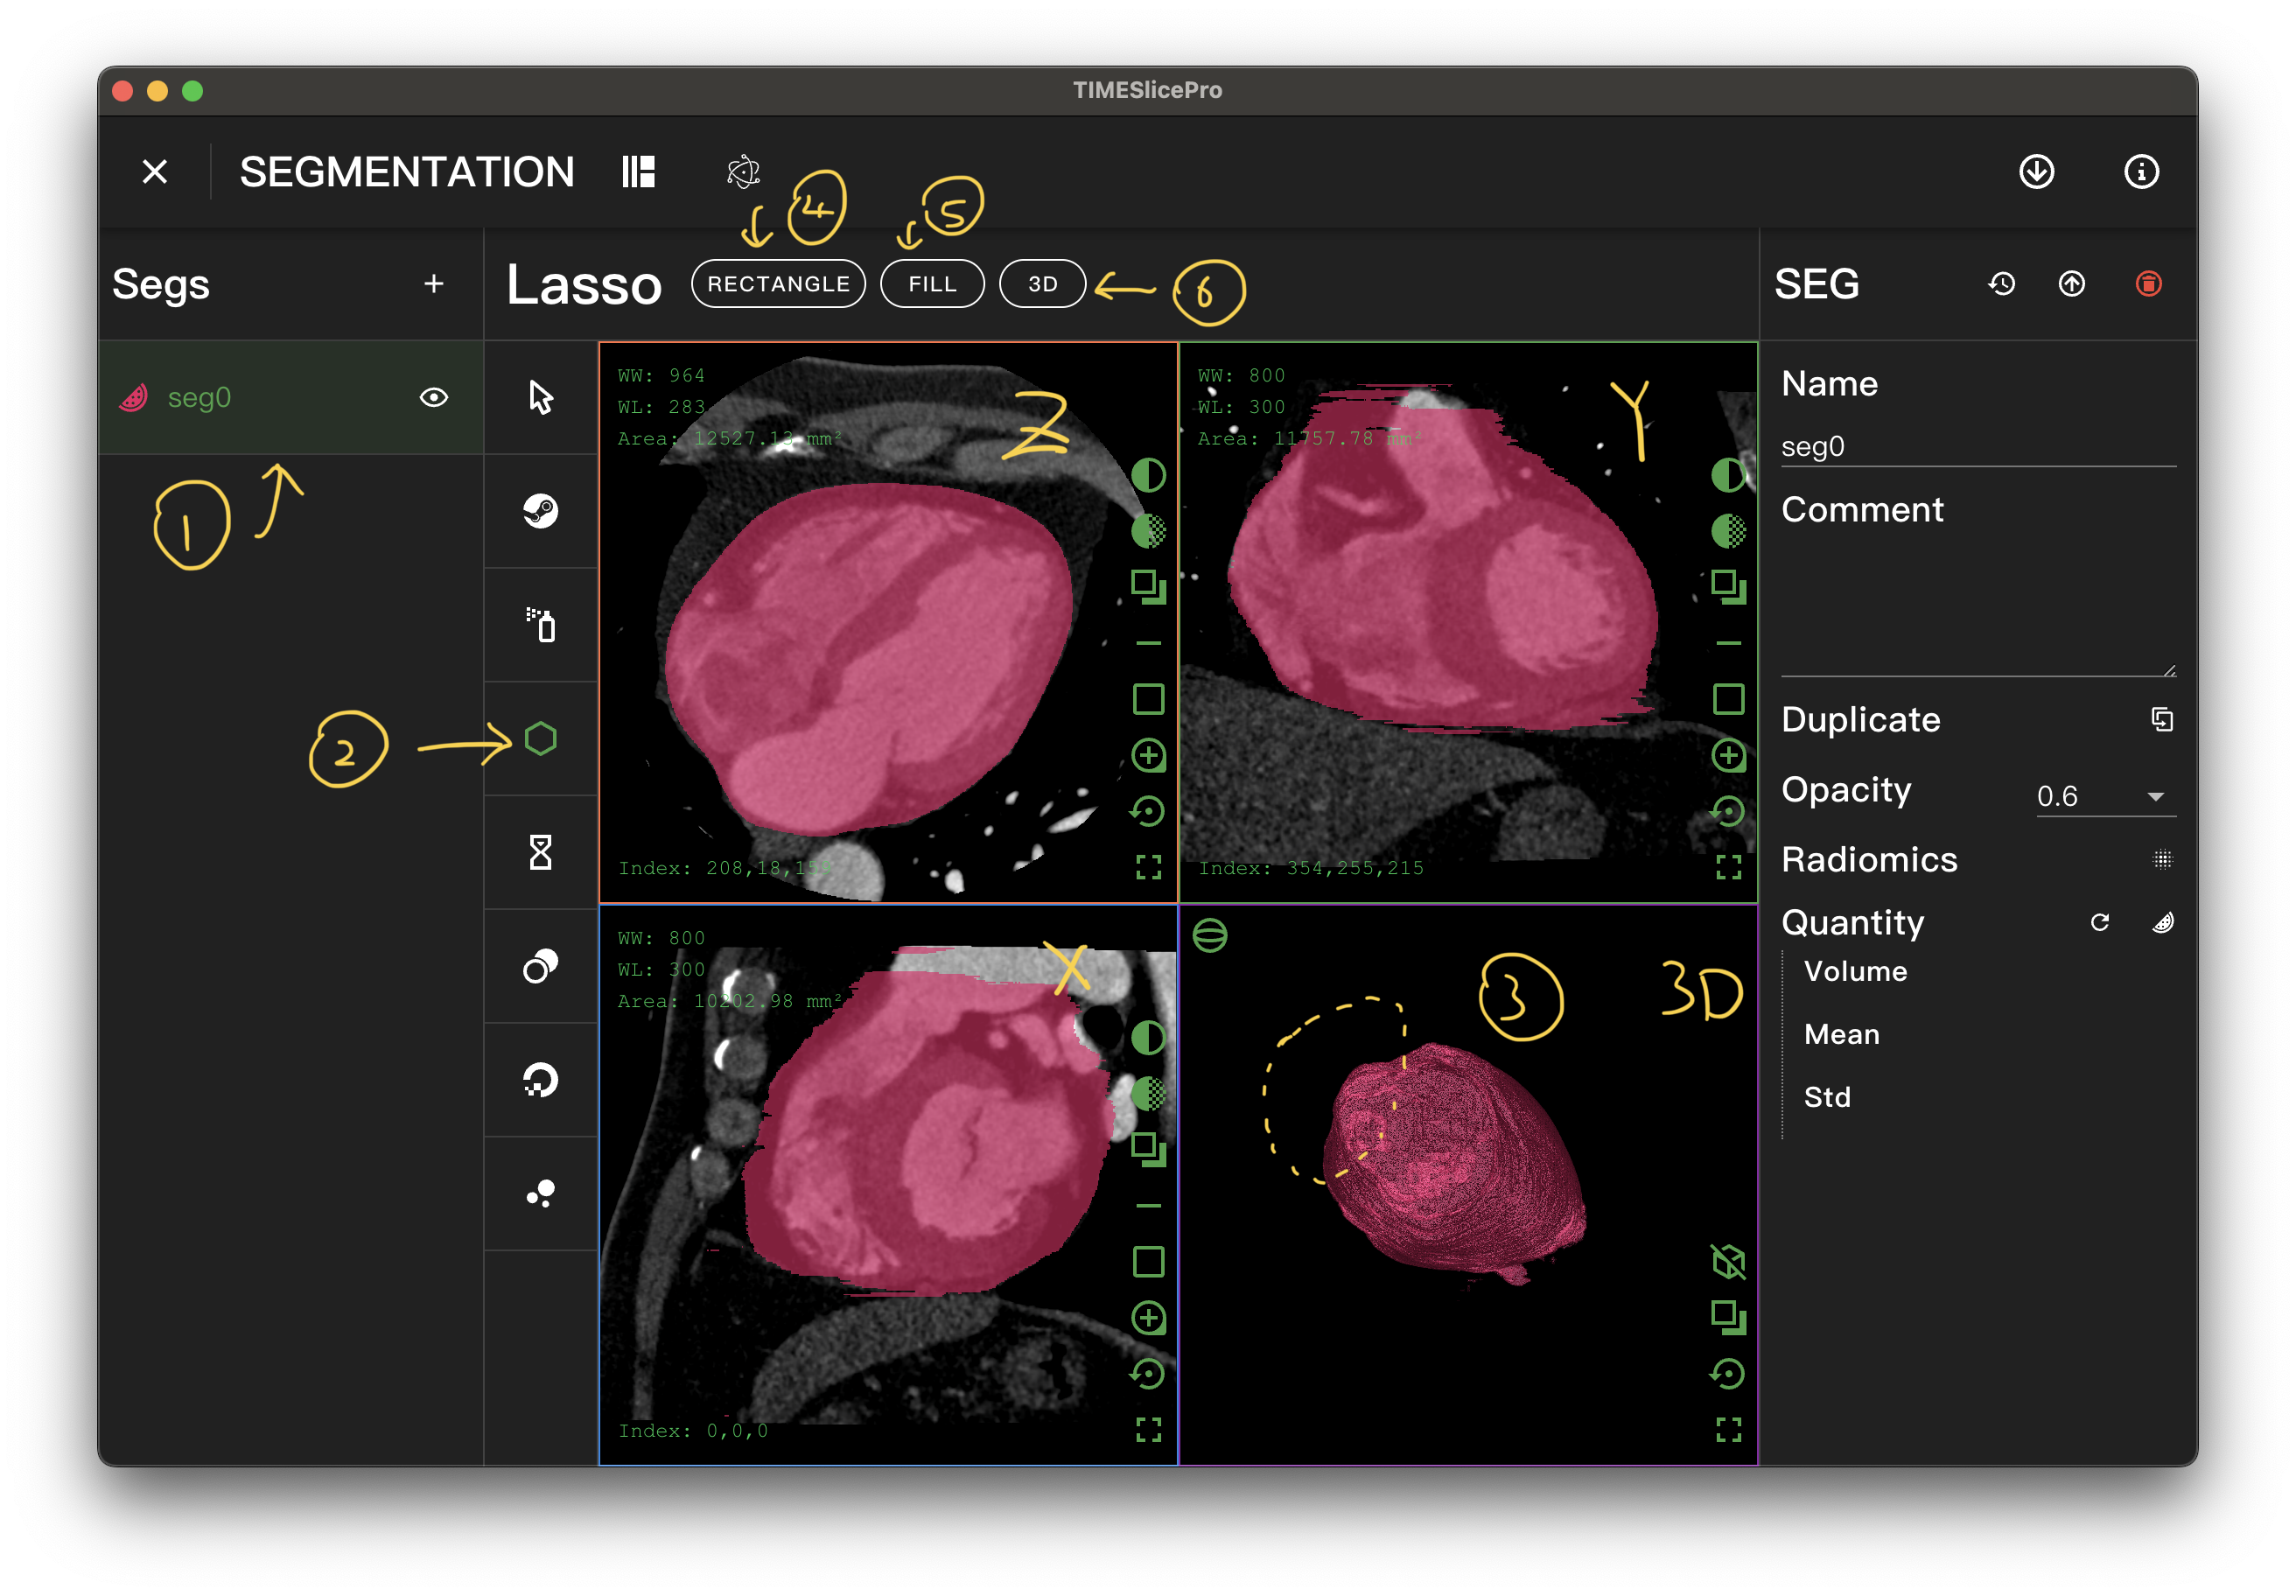 TIMESlicePro
SEGMENTATION
4
5
Segs +
Lasso RECTANGLE FILL 3D
6
SEG
seg0
1
2
WW: 964
WL: 283
Area: 12527.13 mm²
Z
Index: 208,18,15
WW: 800
WL: 300
Area: 11757.78 mm²
Y
Index: 354,255,215
WW: 800
WL: 300
Area: 10202.98 mm²
X
Index: 0,0,0
3
3D
Name
seg0
Comment
Duplicate
Opacity 0.6
Radiomics
Quantity
Volume
Mean
Std